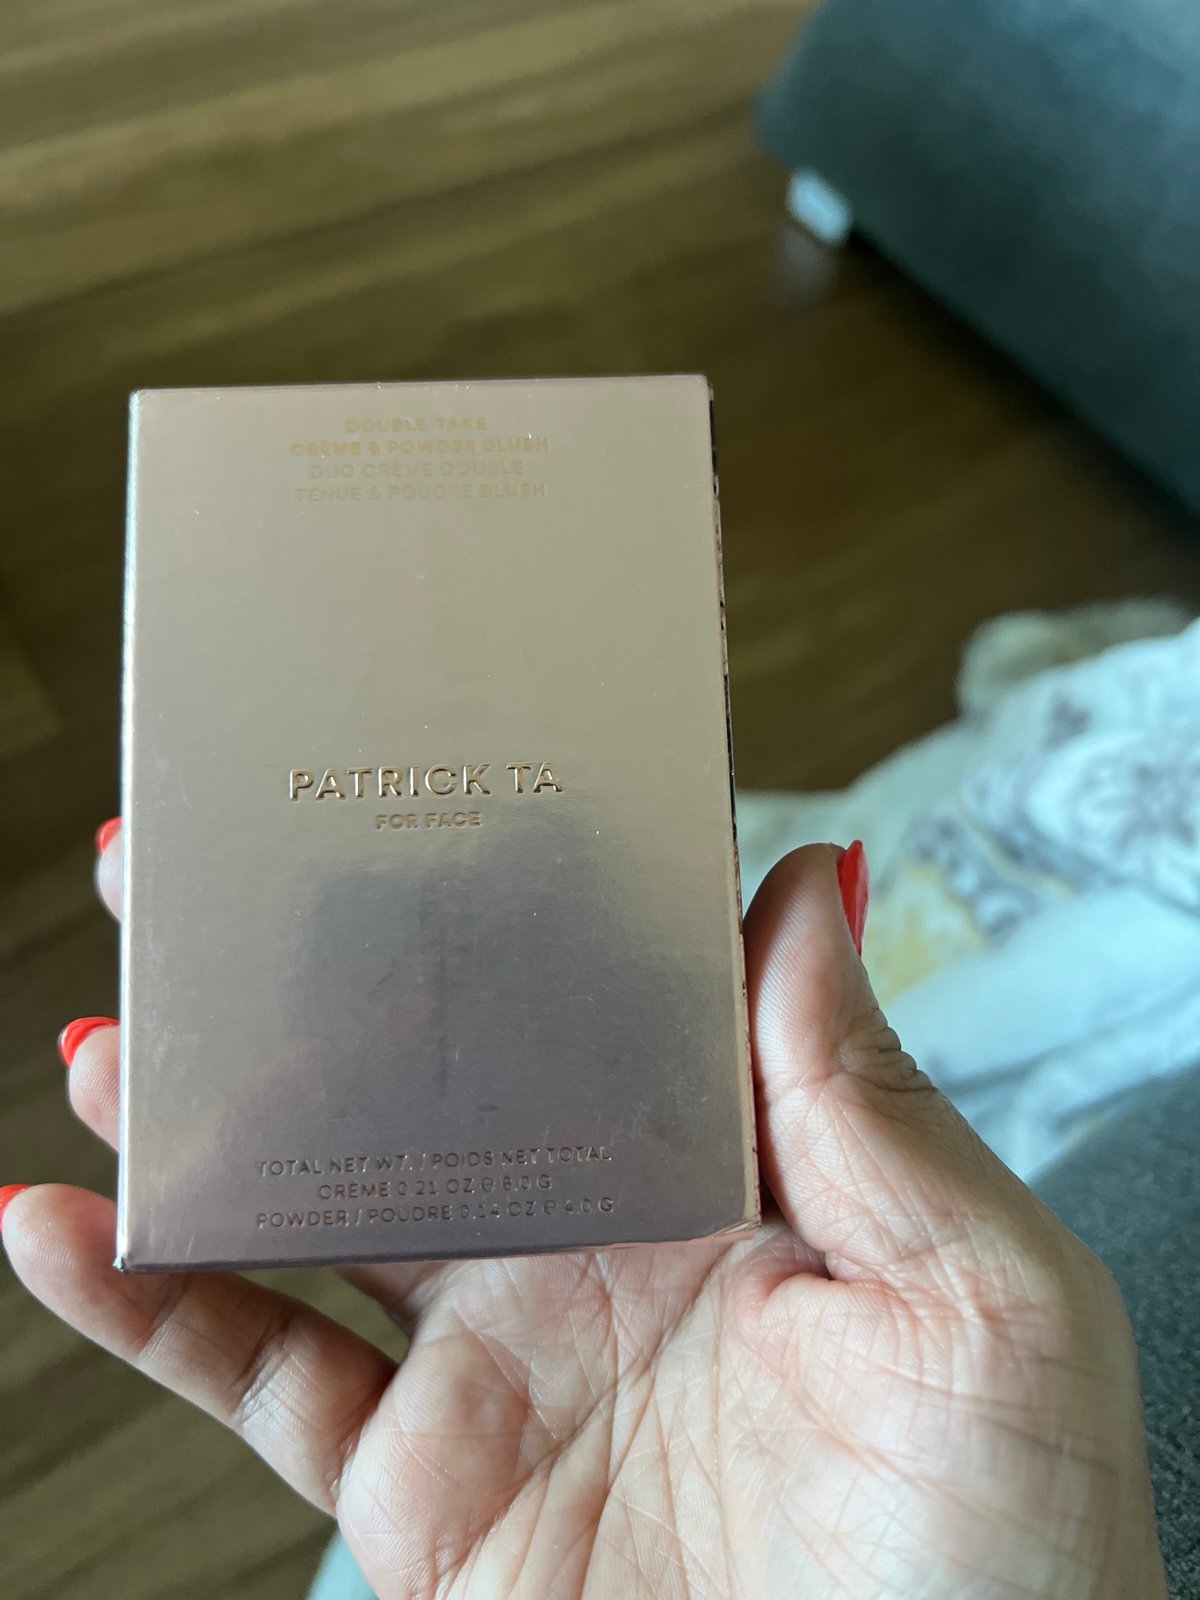 DOUBLE-TAKE
CRÈME & POWDER BLUSH
DUO CRÈME DOUBLE
TENUE & POUDRE BLUSH
PATRICK TA
FOR FACE
TOTAL NET WT. / POIDS NET TOTAL
CRÈME 0.21 OZ ℮ 6.0 G
POWDER / POUDRE 0.14 OZ ℮ 4.0 G